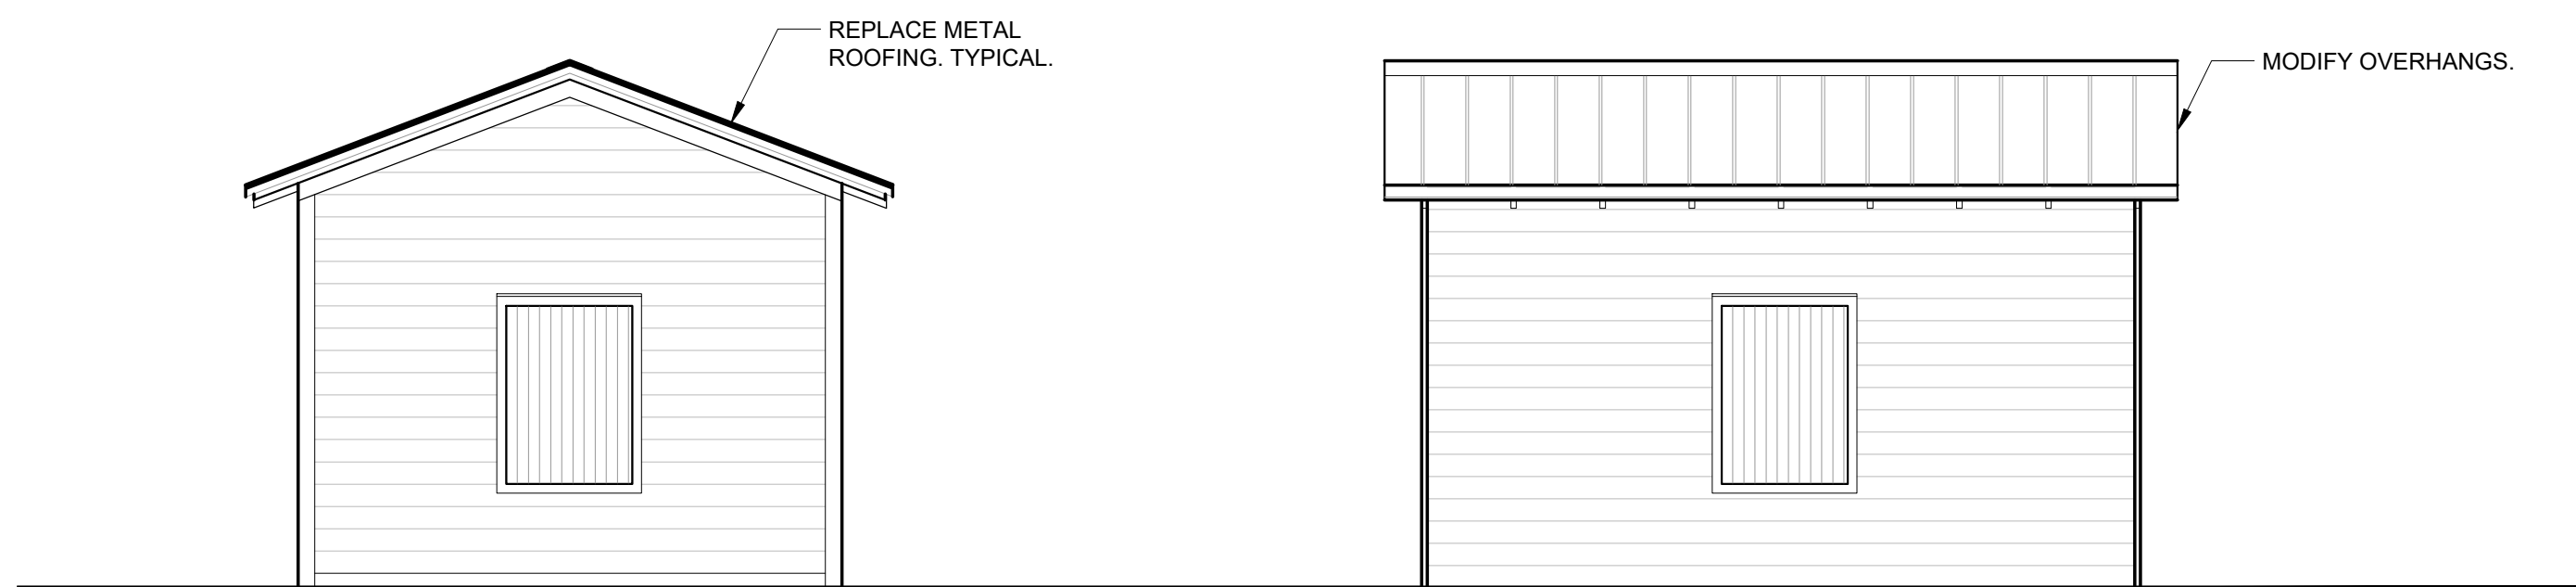 REPLACE METAL
ROOFING. TYPICAL.
MODIFY OVERHANGS.